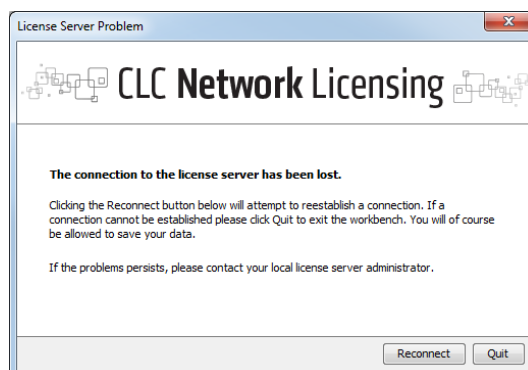 License Server Problem
CLC Network Licensing
The connection to the license server has been lost.
Clicking the Reconnect button below will attempt to reestablish a connection. If a
connection cannot be established please click Quit to exit the workbench. You will of course
be allowed to save your data.
If the problems persists, please contact your local license server administrator.
Reconnect Quit